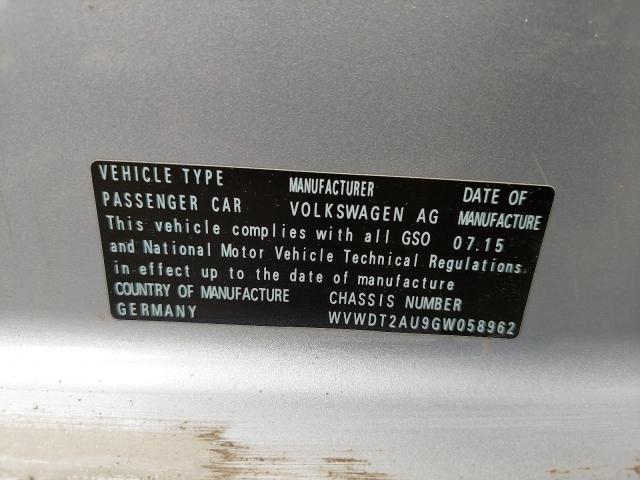 VEHICLE TYPE MANUFACTURER DATE OF
PASSENGER CAR VOLKSWAGEN AG MANUFACTURE
This vehicle complies with all GSO 07.15
and National Motor Vehicle Technical Regulations
in effect up to the date of manufacture
COUNTRY OF MANUFACTURE CHASSIS NUMBER
GERMANY WVWDT2AU9GW058962